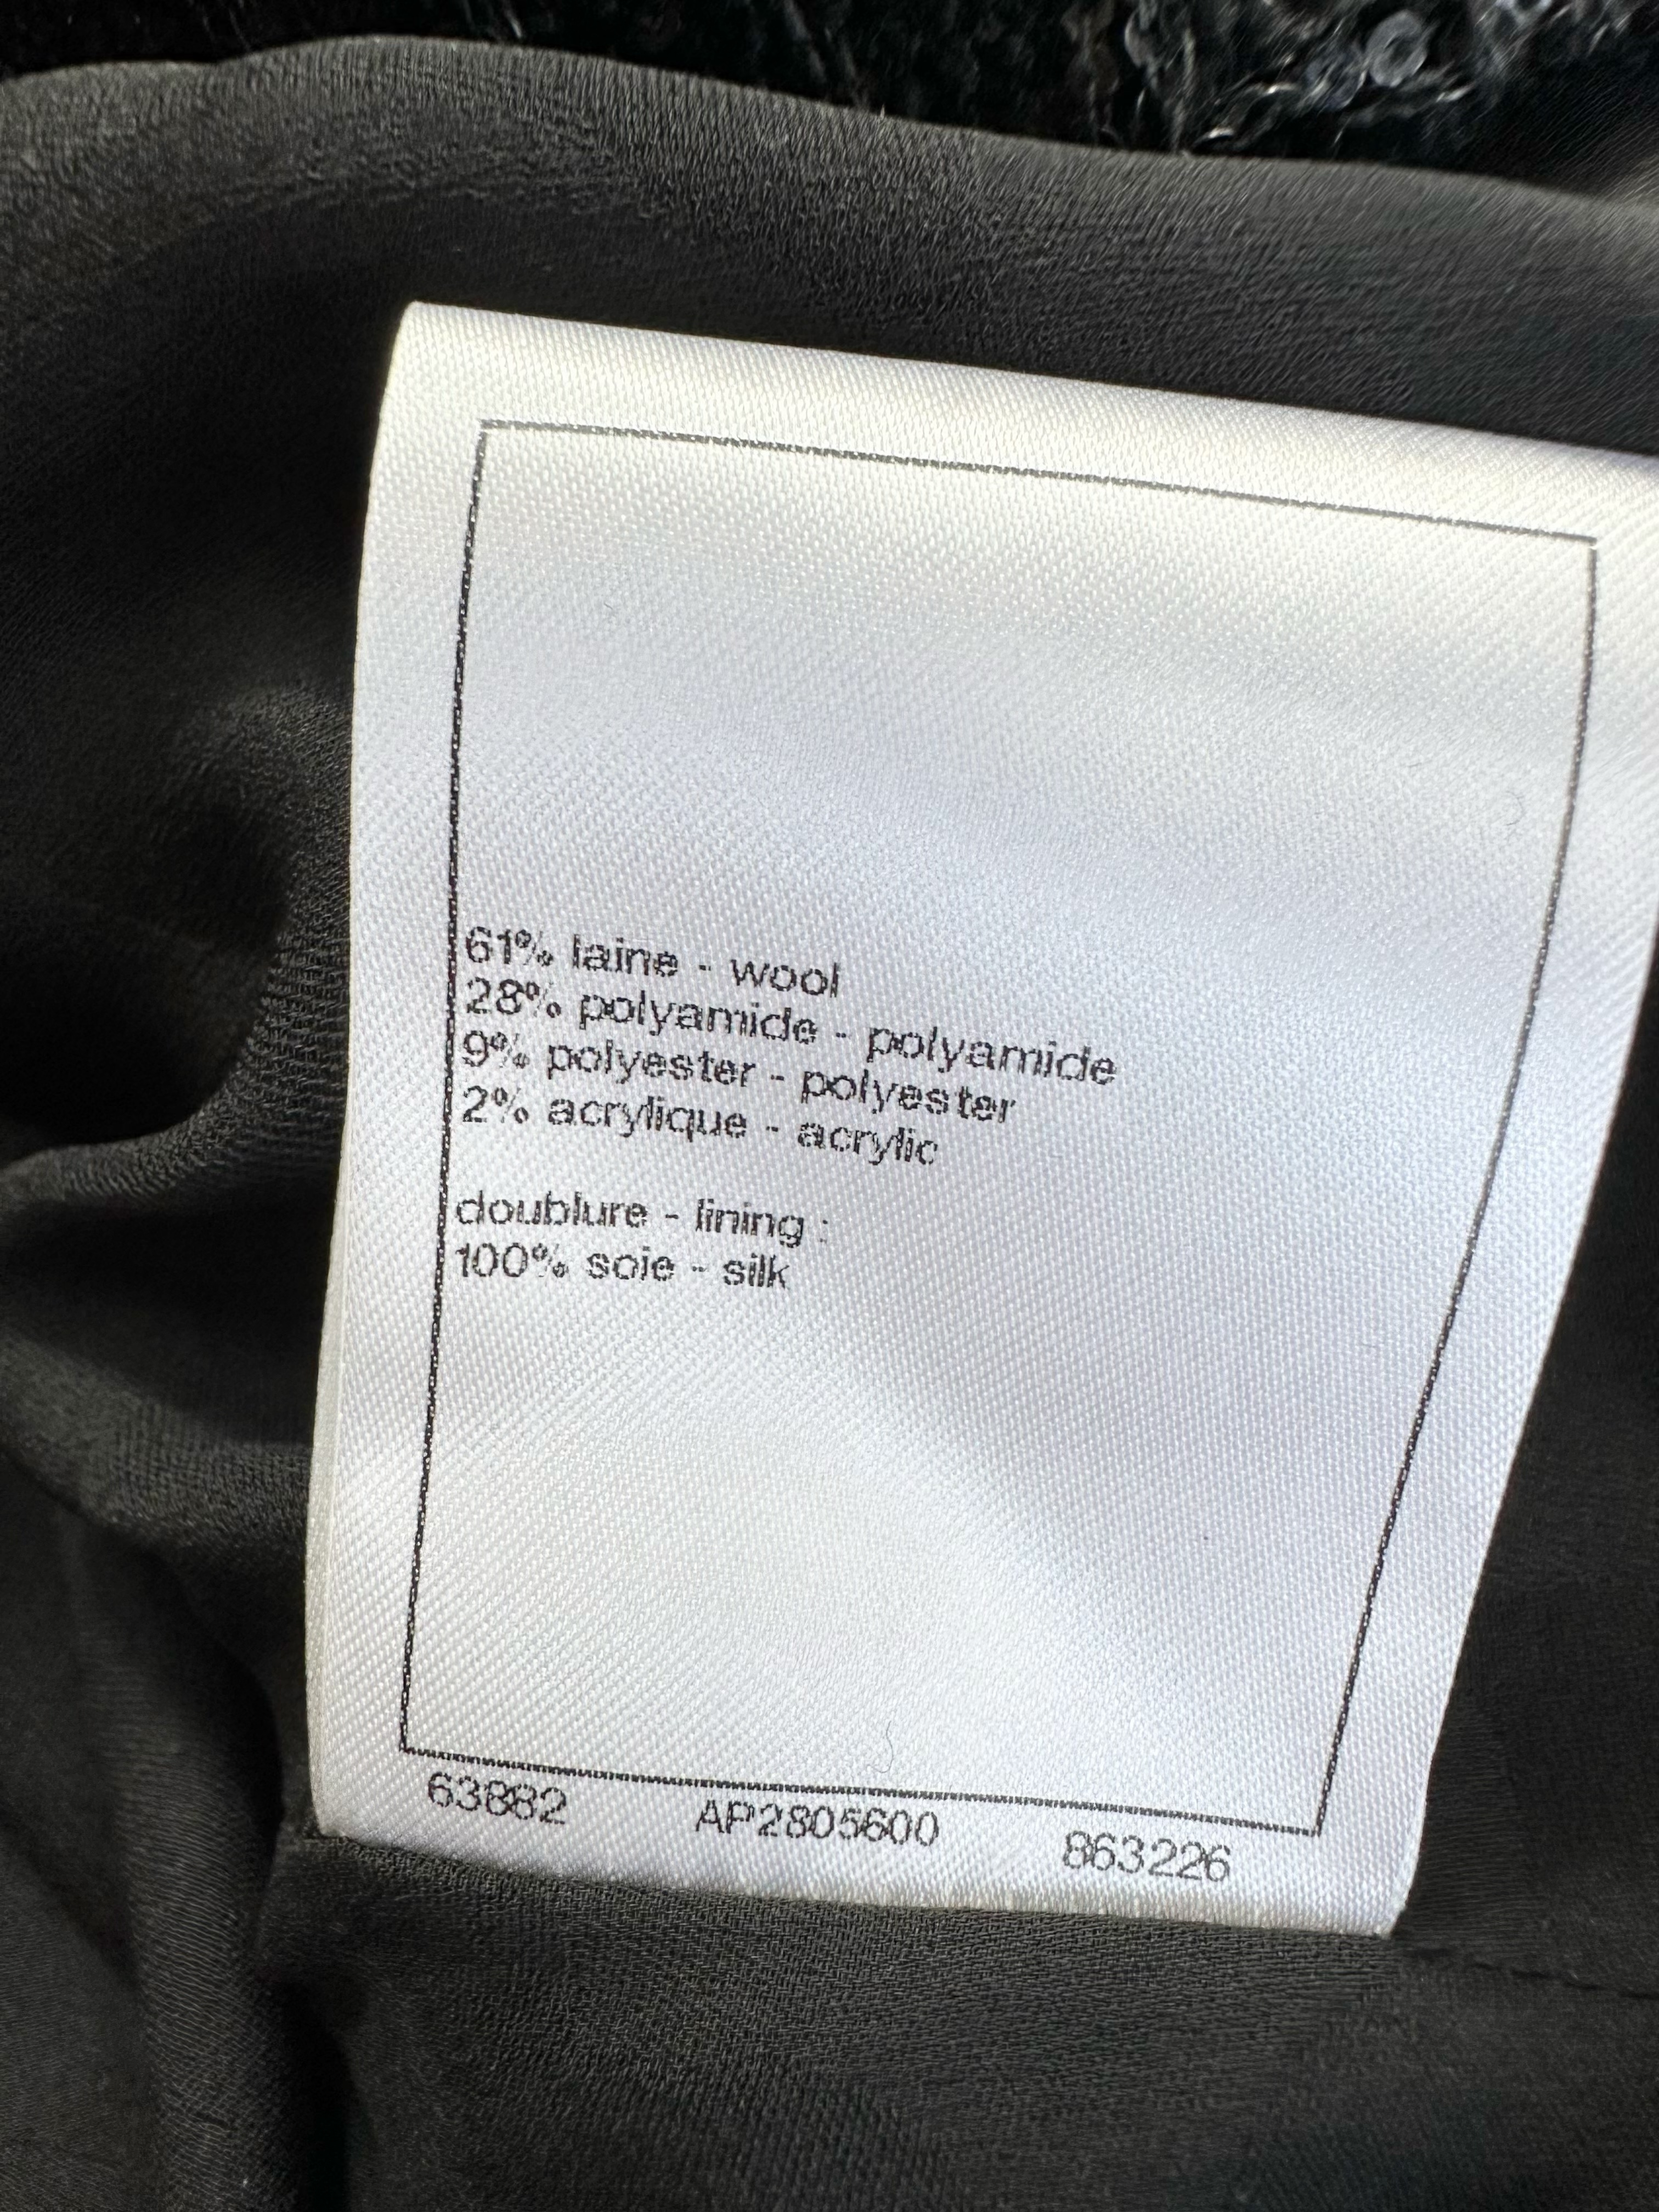 61% laine - wool
28% polyamide - polyamide
9% polyester - polyester
2% acrylique - acrylic
doublure - lining :
100% soie - silk
63882 AP2805600 863226